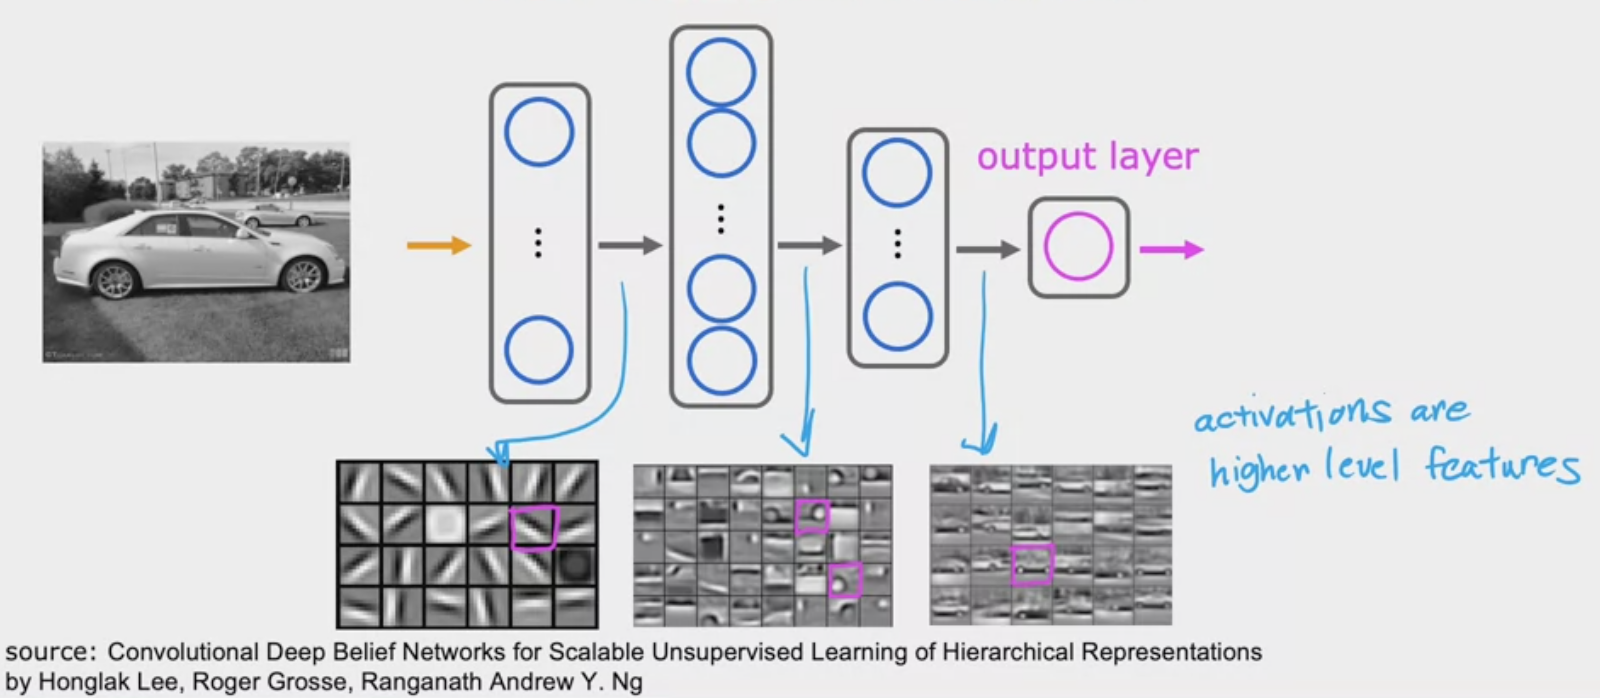 output layer
activations are
higher level features
source: Convolutional Deep Belief Networks for Scalable Unsupervised Learning of Hierarchical Representations
by Honglak Lee, Roger Grosse, Ranganath Andrew Y. Ng